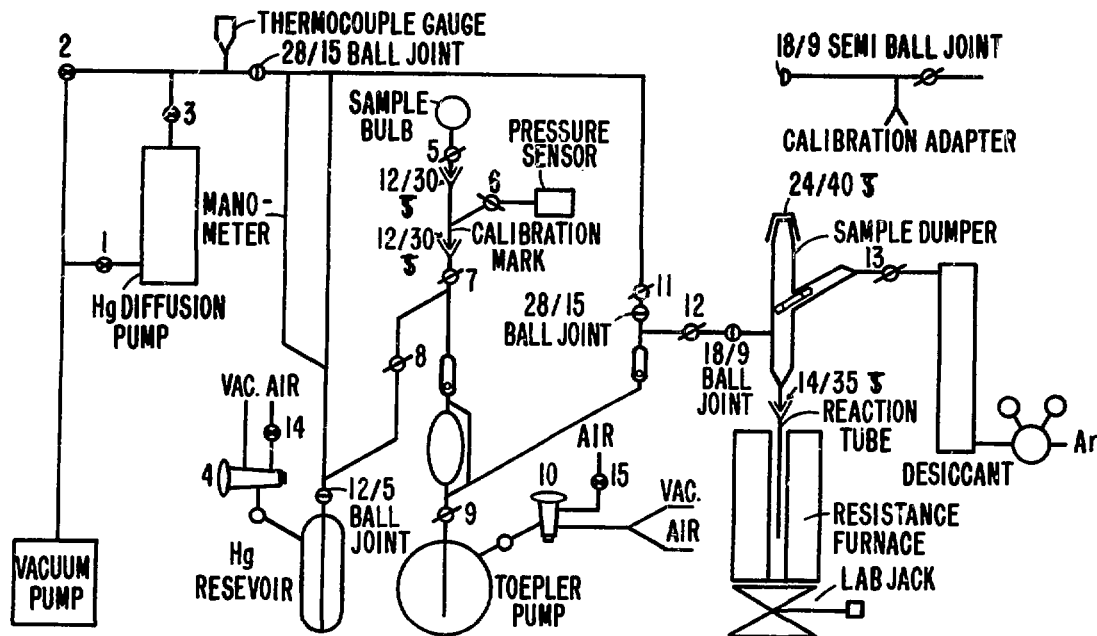 THERMOCOUPLE GAUGE
28/15 BALL JOINT
2
3
SAMPLE
BULB
5
12/30 S
6
PRESSURE
SENSOR
12/30 S
CALIBRATION
MARK
7
MANO-
METER
1
Hg DIFFUSION
PUMP
8
VAC. AIR
14
4
12/5
BALL
JOINT
Hg
RESEVOIR
VACUUM
PUMP
9
TOEPLER
PUMP
10
AIR
15
VAC.
AIR
11
28/15
BALL JOINT
12
18/9
BALL
JOINT
18/9 SEMI BALL JOINT
CALIBRATION ADAPTER
24/40 S
SAMPLE DUMPER
13
14/35 S
REACTION
TUBE
DESICCANT
Ar
RESISTANCE
FURNACE
LAB JACK